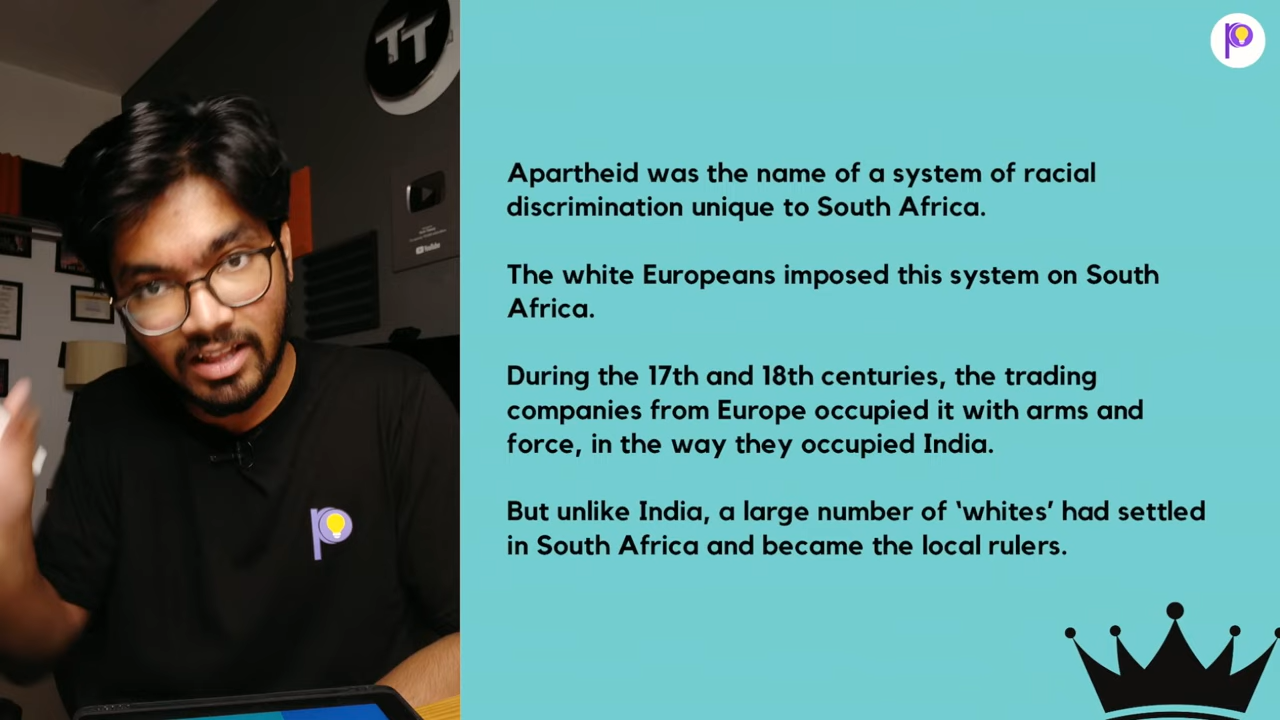 TT
Apartheid was the name of a system of racial
discrimination unique to South Africa.
The white Europeans imposed this system on South
Africa.
During the 17th and 18th centuries, the trading
companies from Europe occupied it with arms and
force, in the way they occupied India.
But unlike India, a large number of ‘whites’ had settled
in South Africa and became the local rulers.
YouTube
p
p